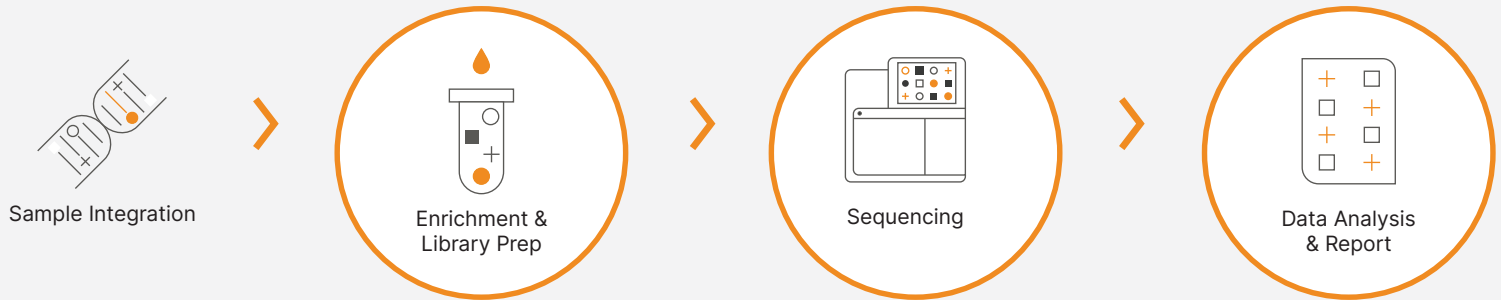 Sample Integration
Enrichment &
Library Prep
Sequencing
Data Analysis
& Report